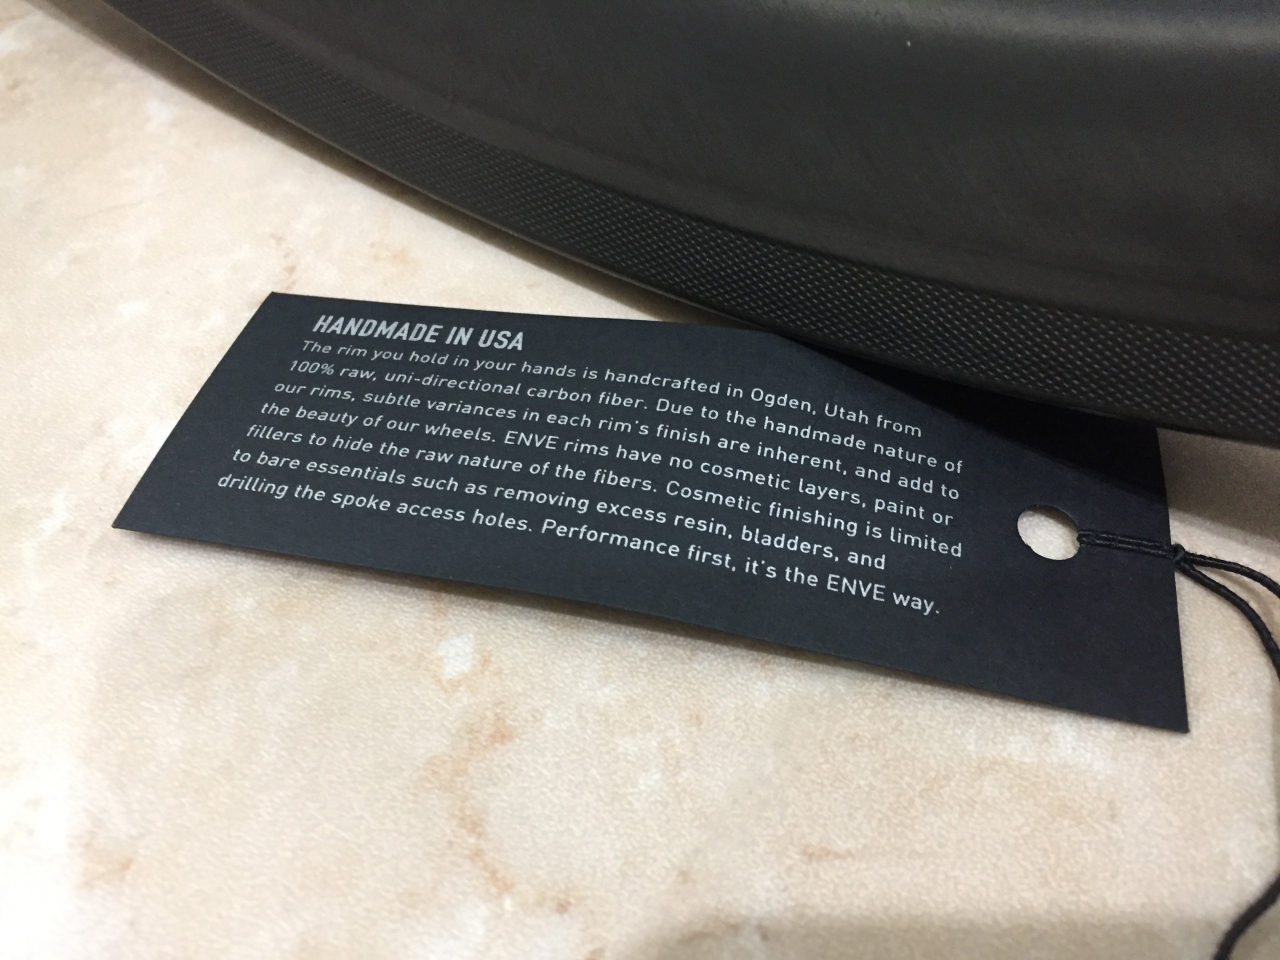 HANDMADE IN USA
The rim you hold in your hands is handcrafted in Ogden, Utah from
100% raw, uni-directional carbon fiber. Due to the handmade nature of
our rims, subtle variances in each rim's finish are inherent, and add to
the beauty of our wheels. ENVE rims have no cosmetic layers, paint or
fillers to hide the raw nature of the fibers. Cosmetic finishing is limited
to bare essentials such as removing excess resin, bladders, and
drilling the spoke access holes. Performance first, it's the ENVE way.